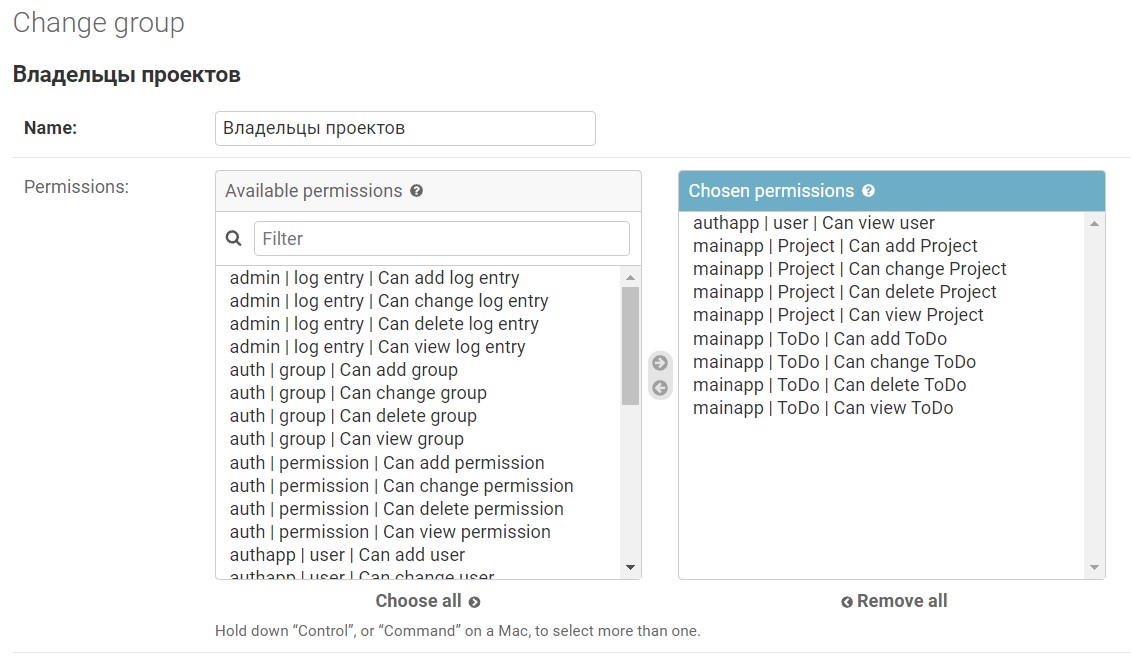 Change group
Владельцы проектов
Name:
Владельцы проектов
Permissions:
Available permissions
Filter
admin | log entry | Can add log entry
admin | log entry | Can change log entry
admin | log entry | Can delete log entry
admin | log entry | Can view log entry
auth | group | Can add group
auth | group | Can change group
auth | group | Can delete group
auth | group | Can view group
auth | permission | Can add permission
auth | permission | Can change permission
auth | permission | Can delete permission
auth | permission | Can view permission
authapp | user | Can add user
authapp | user | Can change user
Choose all
Chosen permissions
authapp | user | Can view user
mainapp | Project | Can add Project
mainapp | Project | Can change Project
mainapp | Project | Can delete Project
mainapp | Project | Can view Project
mainapp | ToDo | Can add ToDo
mainapp | ToDo | Can change ToDo
mainapp | ToDo | Can delete ToDo
mainapp | ToDo | Can view ToDo
Remove all
Hold down “Control”, or “Command” on a Mac, to select more than one.